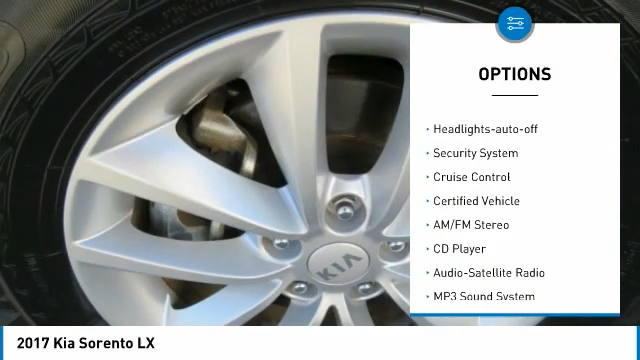 OPTIONS
Headlights-auto-off
Security System
Cruise Control
Certified Vehicle
AM/FM Stereo
CD Player
Audio-Satellite Radio
MP3 Sound System
KIA
2017 Kia Sorento LX